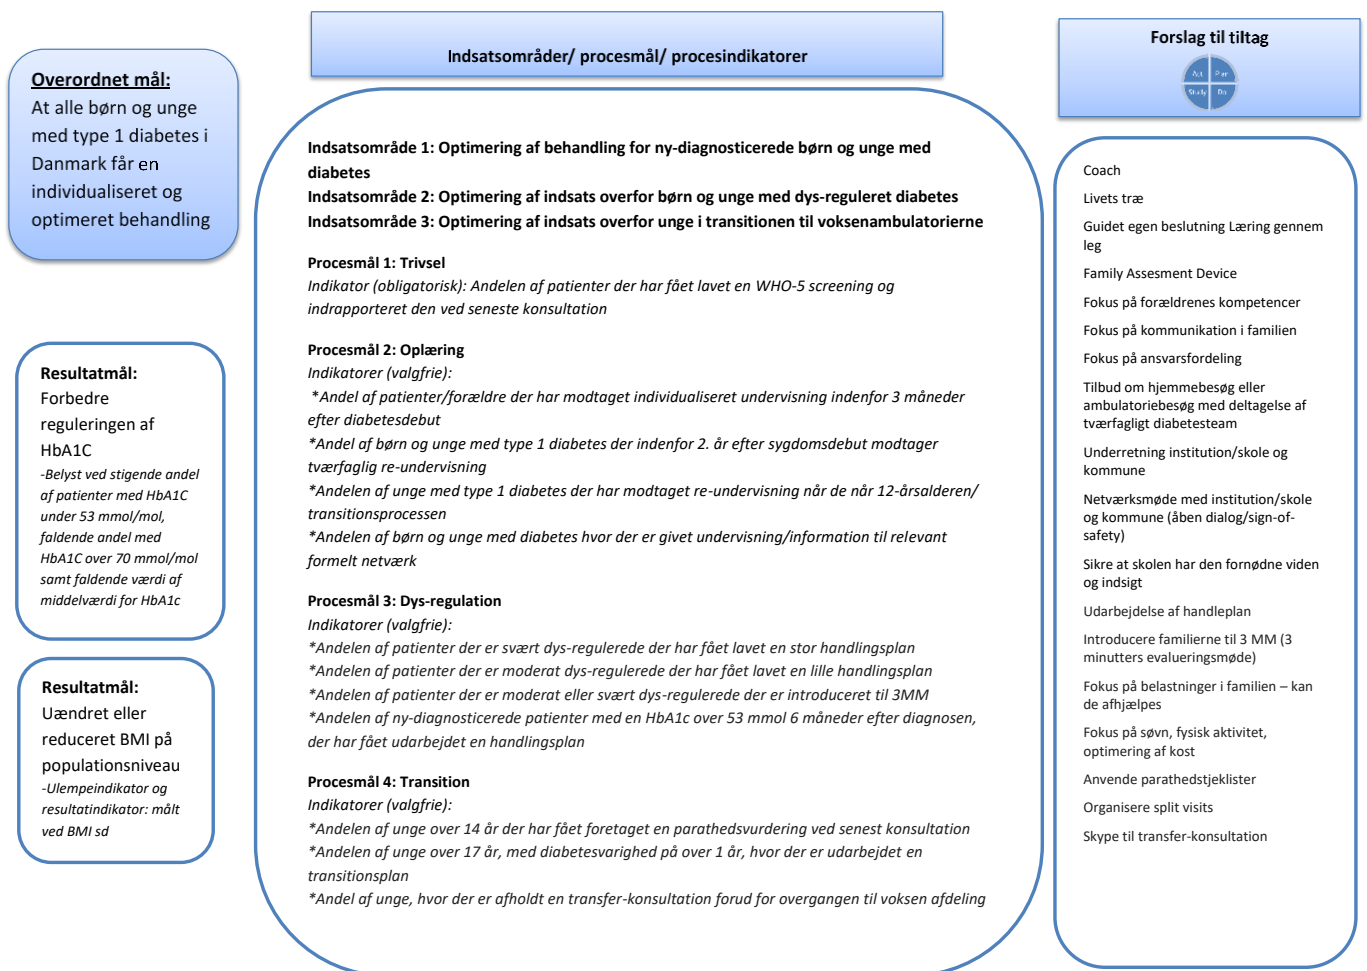 Overordnet mål:
At alle børn og unge
med type 1 diabetes i
Danmark får en
individualiseret og
optimeret behandling
Resultatmål:
Forbedre
reguleringen af
HbA1C
-Belyst ved stigende andel
af patienter med HbA1C
under 53 mmol/mol,
faldende andel med
HbA1C over 70 mmol/mol
samt faldende værdi af
middelværdi for HbA1c
Resultatmål:
Uændret eller
reduceret BMI på
populationsniveau
-Ulempeindikator og
resultatindikator: målt
ved BMI sd
Indsatsområder/ procesmål/ procesindikatorer
Indsatsområde 1: Optimering af behandling for ny-diagnosticerede børn og unge med
diabetes
Indsatsområde 2: Optimering af indsats overfor børn og unge med dys-reguleret diabetes
Indsatsområde 3: Optimering af indsats overfor unge i transitionen til voksenambulatorierne
Procesmål 1: Trivsel
Indikator (obligatorisk): Andelen af patienter der har fået lavet en WHO-5 screening og
indrapporteret den ved seneste konsultation
Procesmål 2: Oplæring
Indikatorer (valgfrie):
*Andel af patienter/forældre der har modtaget individualiseret undervisning indenfor 3 måneder
efter diabetesdebut
*Andel af børn og unge med type 1 diabetes der indenfor 2. år efter sygdomsdebut modtager
tværfaglig re-undervisning
*Andelen af unge med type 1 diabetes der har modtaget re-undervisning når de når 12-årsalderen/
transitionsprocessen
*Andelen af børn og unge med diabetes hvor der er givet undervisning/information til relevant
formelt netværk
Procesmål 3: Dys-regulation
Indikatorer (valgfrie):
*Andelen af patienter der er svært dys-regulerede der har fået lavet en stor handlingsplan
*Andelen af patienter der er moderat dys-regulerede der har fået lavet en lille handlingsplan
*Andelen af patienter der er moderat eller svært dys-regulerede der er introduceret til 3MM
*Andelen af ny-diagnosticerede patienter med en HbA1c over 53 mmol 6 måneder efter diagnosen,
der har fået udarbejdet en handlingsplan
Procesmål 4: Transition
Indikatorer (valgfrie):
*Andelen af unge over 14 år der har fået foretaget en parathedsvurdering ved senest konsultation
*Andelen af unge over 17 år, med diabetesvarighed på over 1 år, hvor der er udarbejdet en
transitionsplan
*Andel af unge, hvor der er afholdt en transfer-konsultation forud for overgangen til voksen afdeling
Forslag til tiltag
Act Plan
Study Do
Coach
Livets træ
Guidet egen beslutning Læring gennem
leg
Family Assesment Device
Fokus på forældrenes kompetencer
Fokus på kommunikation i familien
Fokus på ansvarsfordeling
Tilbud om hjemmebesøg eller
ambulatoriebesøg med deltagelse af
tværfagligt diabetesteam
Underretning institution/skole og
kommune
Netværksmøde med institution/skole
og kommune (åben dialog/sign-of-
safety)
Sikre at skolen har den fornødne viden
og indsigt
Udarbejdelse af handleplan
Introducere familierne til 3 MM (3
minutters evalueringsmøde)
Fokus på belastninger i familien – kan
de afhjælpes
Fokus på søvn, fysisk aktivitet,
optimering af kost
Anvende parathedstjeklister
Organisere split visits
Skype til transfer-konsultation